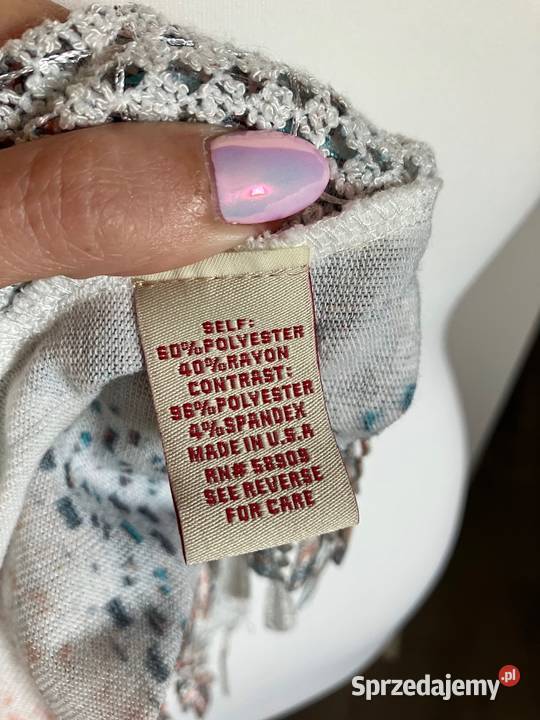 SELF:
60%POLYESTER
40%RAYON
CONTRAST:
96%POLYESTER
4%SPANDEX
MADE IN U.S.A
RN# 58909
SEE REVERSE
FOR CARE
Sprzedajemy.pl